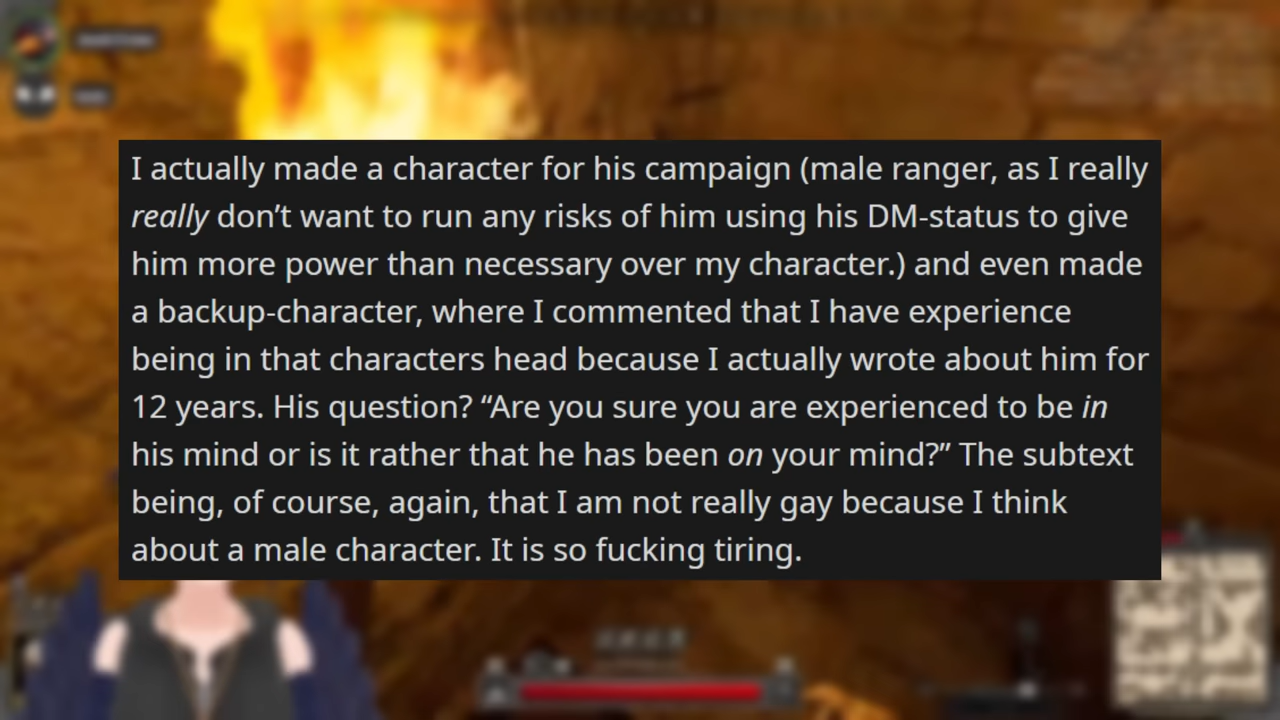 I actually made a character for his campaign (male ranger, as I really
really don’t want to run any risks of him using his DM-status to give
him more power than necessary over my character.) and even made
a backup-character, where I commented that I have experience
being in that characters head because I actually wrote about him for
12 years. His question? “Are you sure you are experienced to be in
his mind or is it rather that he has been on your mind?” The subtext
being, of course, again, that I am not really gay because I think
about a male character. It is so fucking tiring.